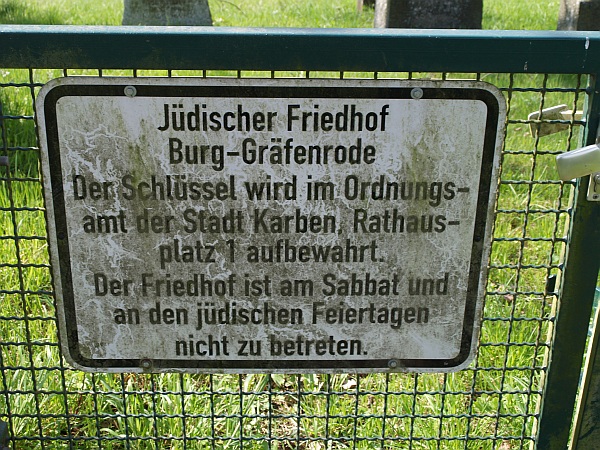 Jüdischer Friedhof
Burg-Gräfenrode
Der Schlüssel wird im Ordnungs-
amt der Stadt Karben, Rathaus-
platz 1 aufbewahrt.
Der Friedhof ist am Sabbat und
an den jüdischen Feiertagen
nicht zu betreten.